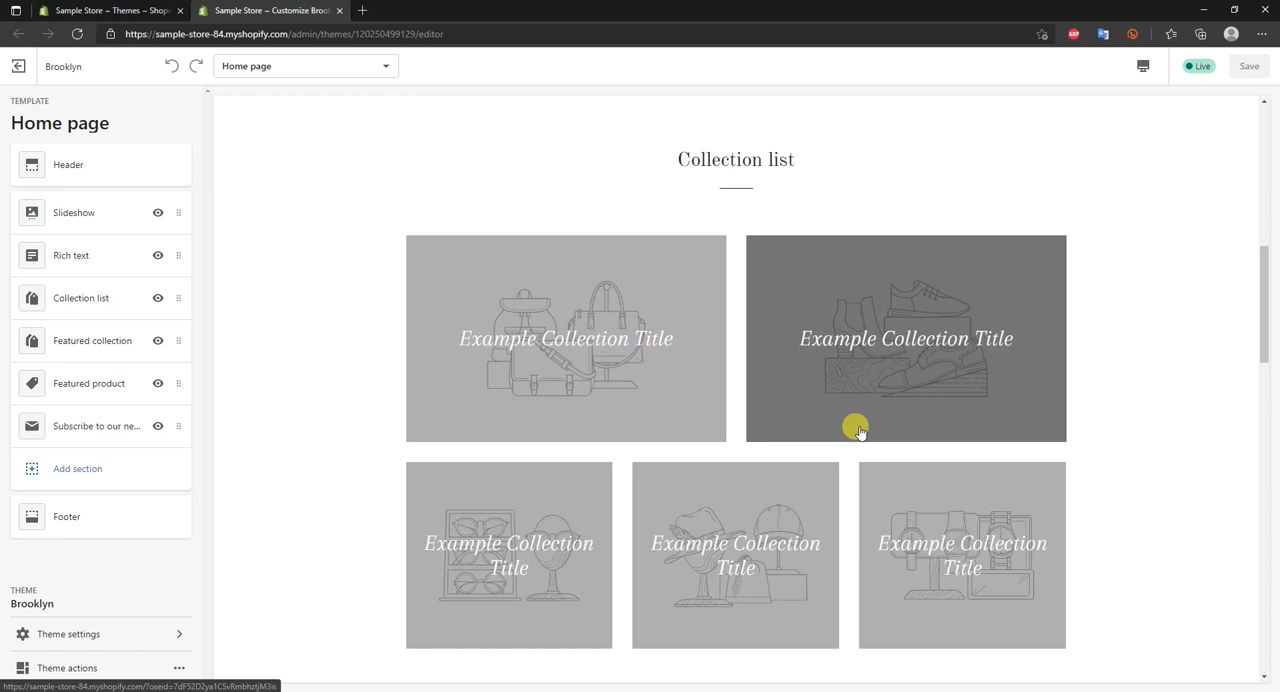 Sample Store ~ Themes ~ Shopi
Sample Store ~ Customize Brookl
https://sample-store-84.myshopify.com/admin/themes/120250499129/editor
ABP
Brooklyn
Home page
Live
Save
TEMPLATE
Home page
Header
Slideshow
Rich text
Collection list
Featured collection
Featured product
Subscribe to our ne...
Add section
Footer
THEME
Brooklyn
Theme settings
Theme actions
Collection list
Example Collection Title
Example Collection Title
Example Collection
Title
Example Collection
Title
Example Collection
Title